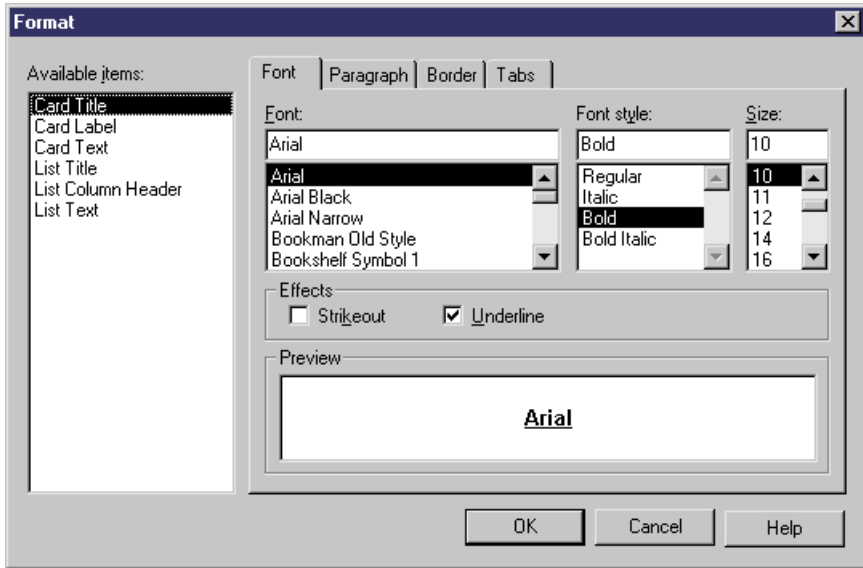 Format
Available items:
Card Title
Card Label
Card Text
List Title
List Column Header
List Text
Font
Paragraph
Border
Tabs
Font:
Arial
Arial
Arial Black
Arial Narrow
Bookman Old Style
Bookshelf Symbol 1
Font style:
Bold
Regular
Italic
Bold
Bold Italic
Size:
10
10
11
12
14
16
Effects
Strikeout
Underline
Preview
Arial
OK
Cancel
Help